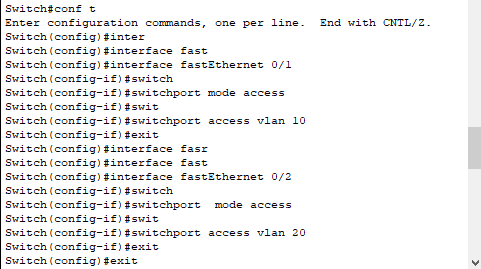 Switch#conf t
Enter configuration commands, one per line.  End with CNTL/Z.
Switch(config)#inter
Switch(config)#interface fast
Switch(config)#interface fastEthernet 0/1
Switch(config-if)#switch
Switch(config-if)#switchport mode access
Switch(config-if)#swit
Switch(config-if)#switchport access vlan 10
Switch(config-if)#exit
Switch(config)#interface fasr
Switch(config)#interface fast
Switch(config)#interface fastEthernet 0/2
Switch(config-if)#switch
Switch(config-if)#switchport  mode access
Switch(config-if)#swit
Switch(config-if)#switchport access vlan 20
Switch(config-if)#exit
Switch(config)#exit